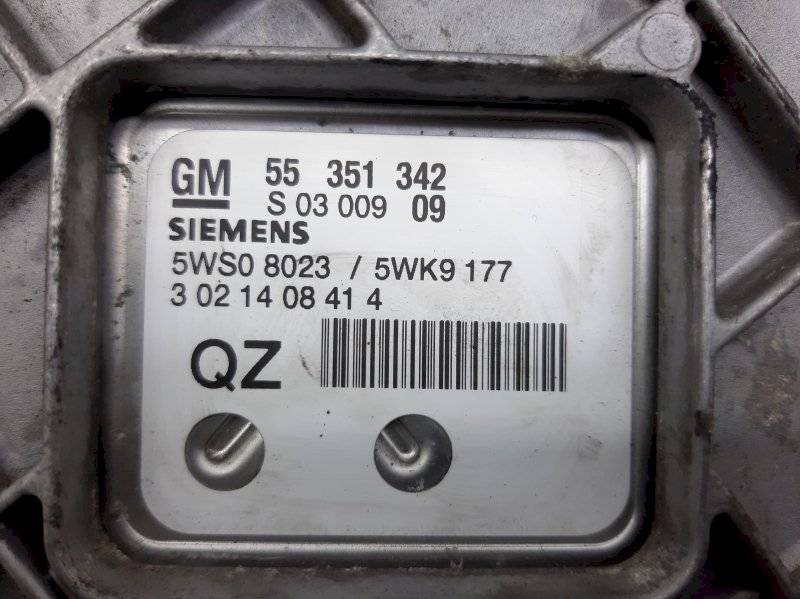 GM 55 351 342
S 03 009 09
SIEMENS
5WS0 8023 / 5WK9 177
3 02 14 08 41 4
QZ